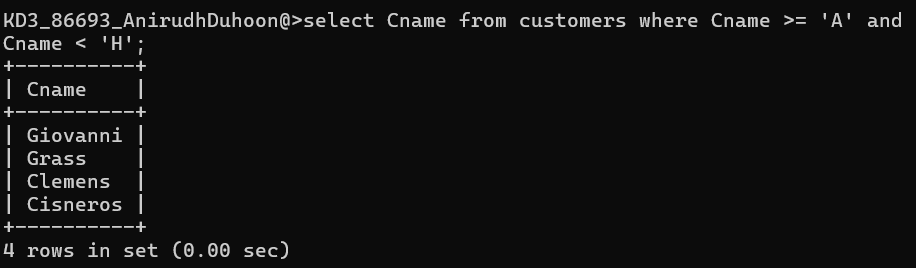 KD3_86693_AnirudhDuhoon@>select Cname from customers where Cname >= 'A' and
Cname < 'H';
+----------+
| Cname    |
+----------+
| Giovanni |
| Grass    |
| Clemens  |
| Cisneros |
+----------+
4 rows in set (0.00 sec)